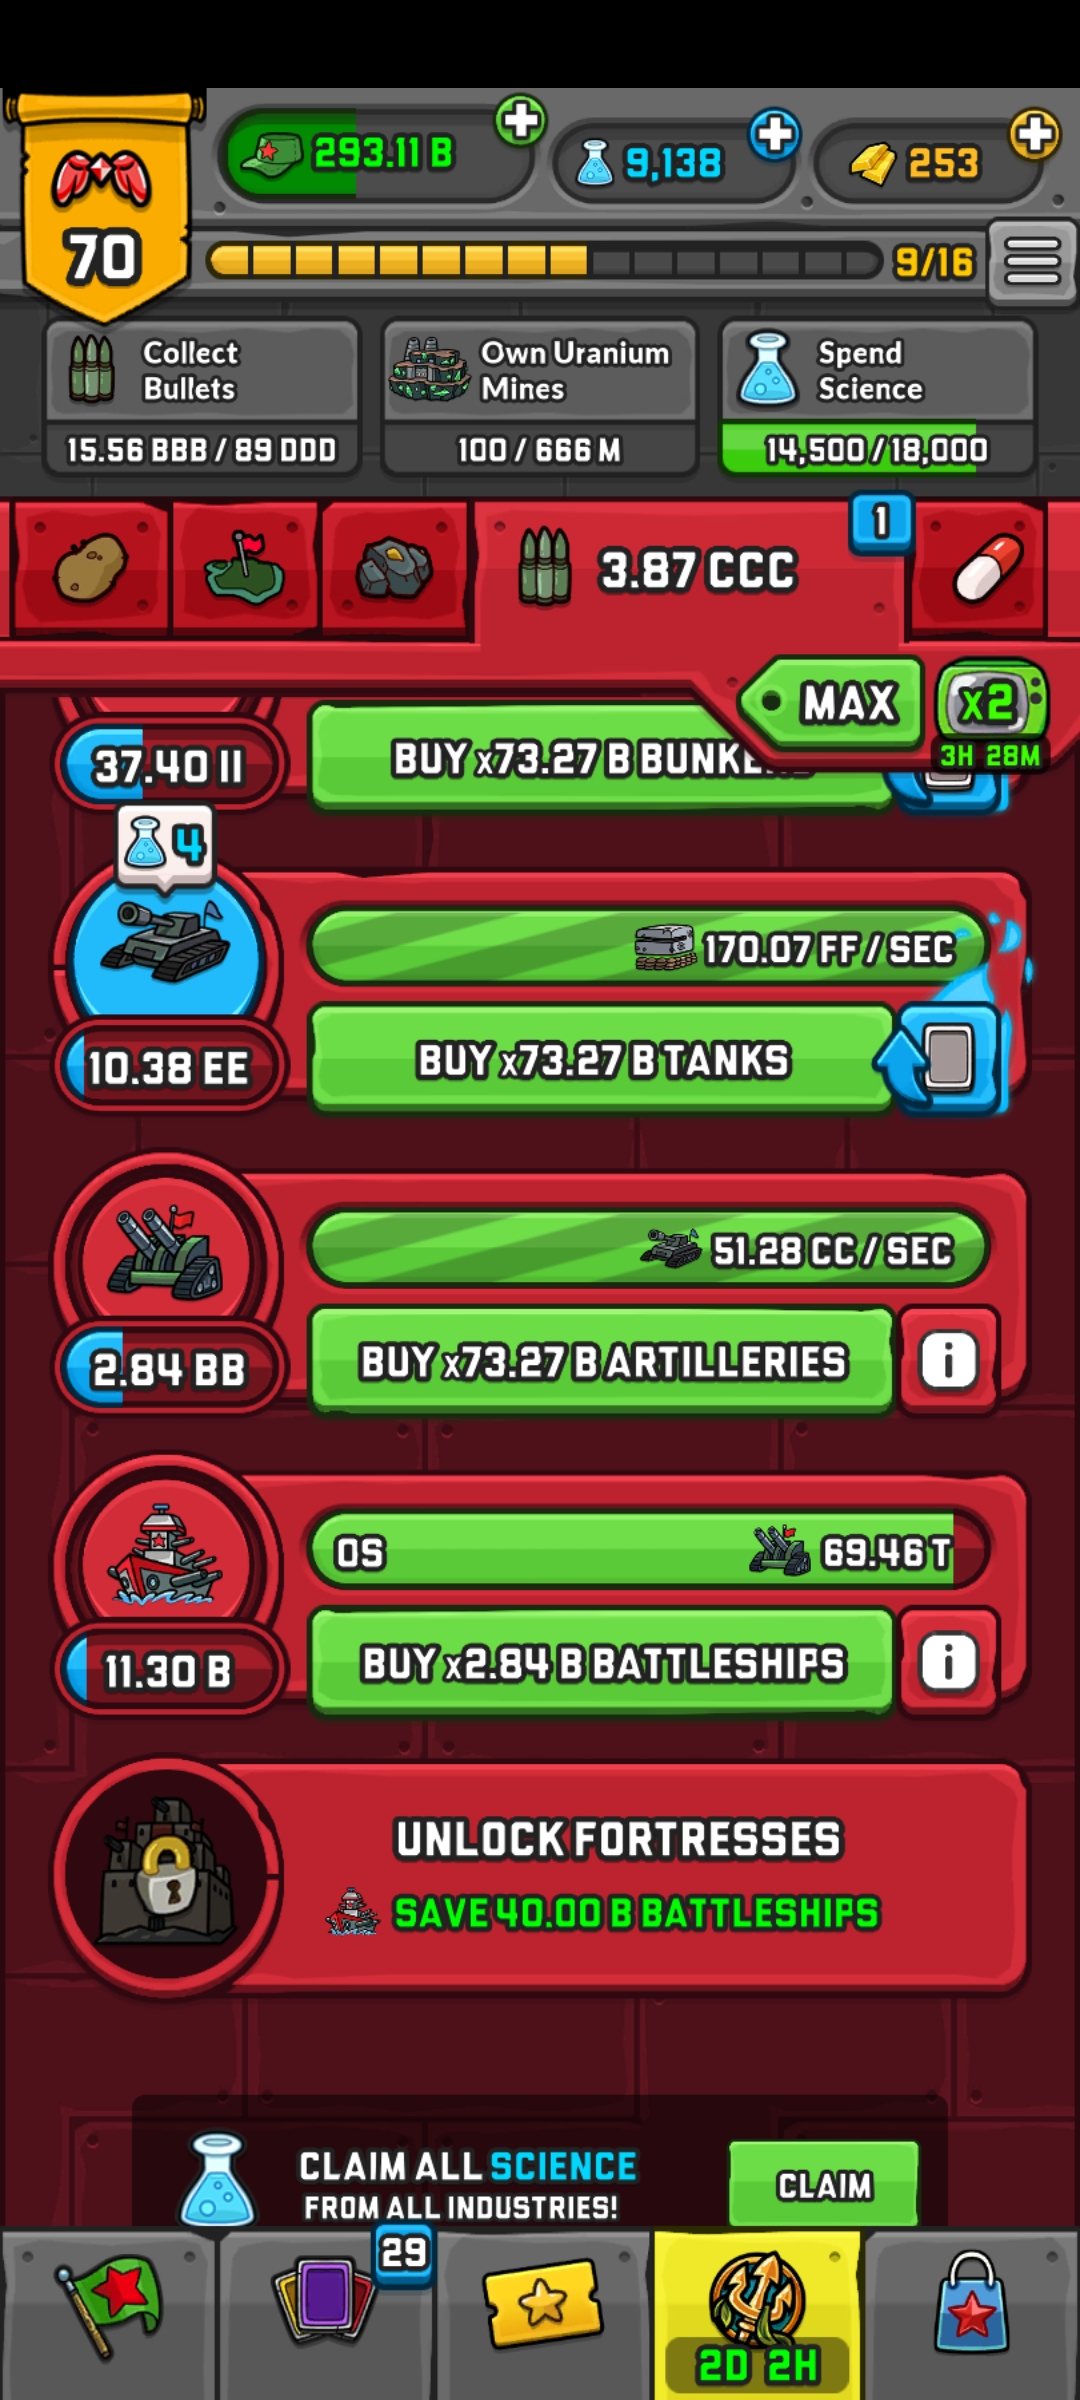 293.11 B
9,138
253
70
9/16
Collect
Bullets
15.56 BBB / 89 DDD
Own Uranium
Mines
100 / 666 M
Spend
Science
14,500/18,000
3.87 CCC
1
MAX
x2
3H 28M
37.40 II
BUY x73.27 B
4
170.07 FF / SEC
10.38 EE
BUY x73.27 B TANKS
51.28 CC / SEC
2.84 BB
BUY x73.27 B ARTILLERIES
i
0S
69.46 T
11.30 B
BUY x2.84 B BATTLESHIPS
i
UNLOCK FORTRESSES
SAVE 40.00 B BATTLESHIPS
CLAIM ALL SCIENCE
FROM ALL INDUSTRIES!
CLAIM
29
2D 2H